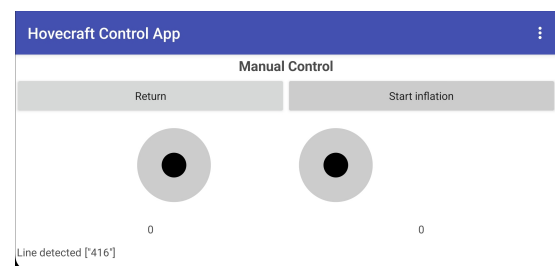 Hovecraft Control App
Manual Control
Return Start inflation
0 0
Line detected ["416"]